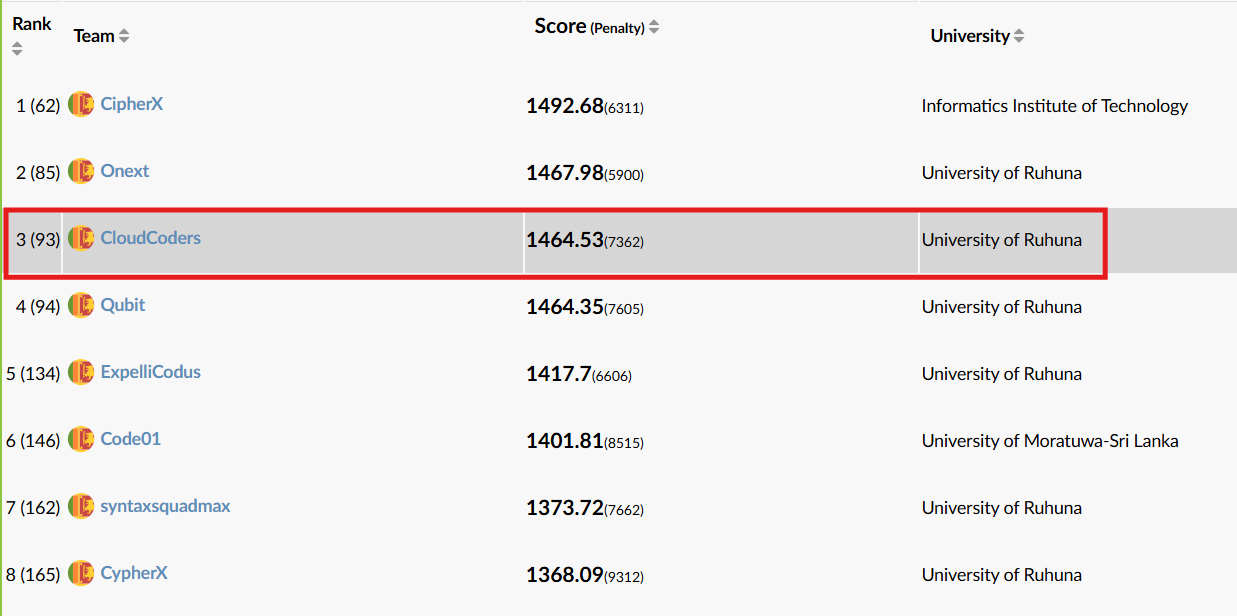 Rank Team Score (Penalty) University
1 (62) CipherX 1492.68(6311) Informatics Institute of Technology
2 (85) Onext 1467.98(5900) University of Ruhuna
3 (93) CloudCoders 1464.53(7362) University of Ruhuna
4 (94) Qubit 1464.35(7605) University of Ruhuna
5 (134) ExpelliCodus 1417.7(6606) University of Ruhuna
6 (146) Code01 1401.81(8515) University of Moratuwa-Sri Lanka
7 (162) syntaxsquadmax 1373.72(7662) University of Ruhuna
8 (165) CypherX 1368.09(9312) University of Ruhuna